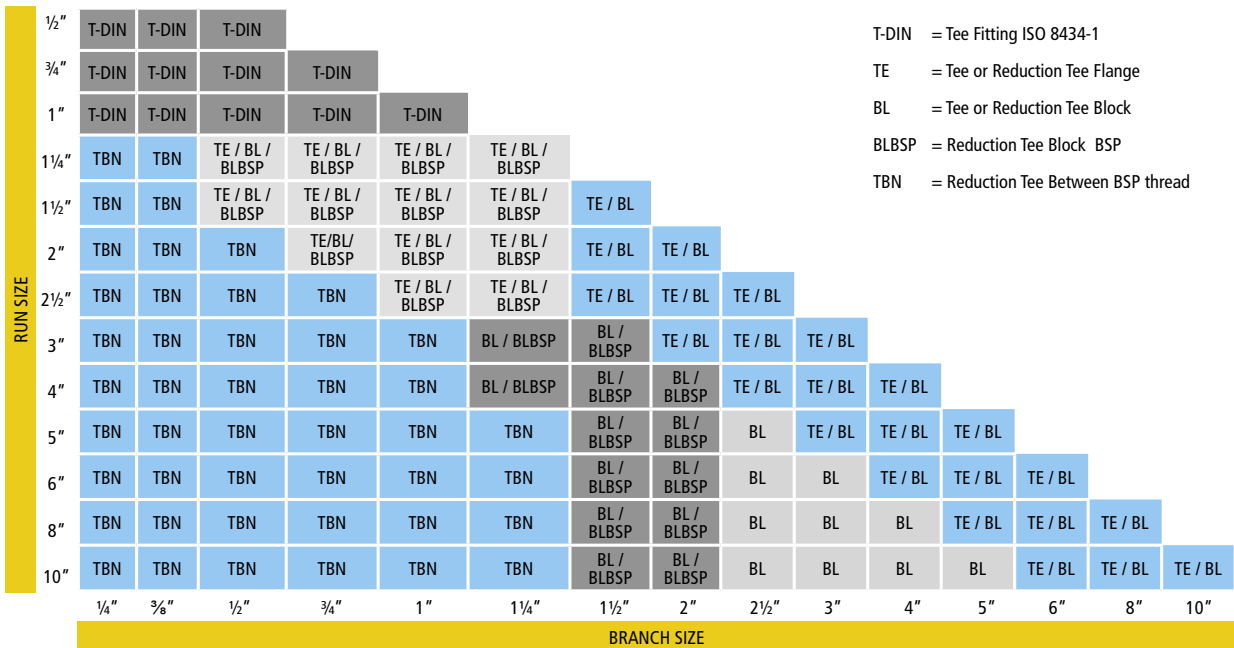 ½" T-DIN T-DIN T-DIN
¾" T-DIN T-DIN T-DIN T-DIN
1" T-DIN T-DIN T-DIN T-DIN T-DIN
1¼" TBN TBN TE / BL / BLBSP TE / BL / BLBSP TE / BL / BLBSP TE / BL / BLBSP
1½" TBN TBN TE / BL / BLBSP TE / BL / BLBSP TE / BL / BLBSP TE / BL / BLBSP TE / BL
2" TBN TBN TBN TE/BL/ BLBSP TE / BL / BLBSP TE / BL / BLBSP TE / BL TE / BL
2½" TBN TBN TBN TBN TE / BL / BLBSP TE / BL / BLBSP TE / BL TE / BL TE / BL
3" TBN TBN TBN TBN TBN BL / BLBSP BL / BLBSP TE / BL TE / BL TE / BL
4" TBN TBN TBN TBN TBN BL / BLBSP BL / BLBSP BL / BLBSP TE / BL TE / BL TE / BL
5" TBN TBN TBN TBN TBN TBN BL / BLBSP BL / BLBSP BL TE / BL TE / BL TE / BL
6" TBN TBN TBN TBN TBN TBN BL / BLBSP BL / BLBSP BL BL TE / BL TE / BL TE / BL
8" TBN TBN TBN TBN TBN TBN BL / BLBSP BL / BLBSP BL BL BL TE / BL TE / BL TE / BL
10" TBN TBN TBN TBN TBN TBN BL / BLBSP BL / BLBSP BL BL BL BL TE / BL TE / BL TE / BL
¼" ⅜" ½" ¾" 1" 1¼" 1½" 2" 2½" 3" 4" 5" 6" 8" 10"
RUN SIZE
BRANCH SIZE
T-DIN = Tee Fitting ISO 8434-1
TE = Tee or Reduction Tee Flange
BL = Tee or Reduction Tee Block
BLBSP = Reduction Tee Block BSP
TBN = Reduction Tee Between BSP thread